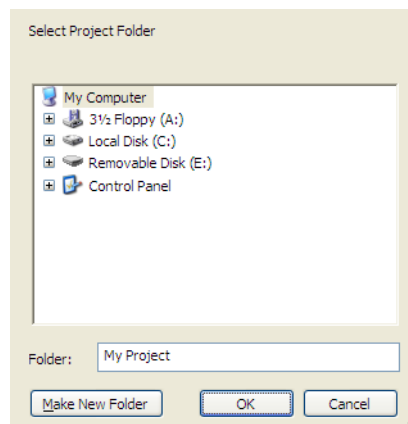 Select Project Folder
My Computer
3½ Floppy (A:)
Local Disk (C:)
Removable Disk (E:)
Control Panel
Folder: My Project
Make New Folder OK Cancel